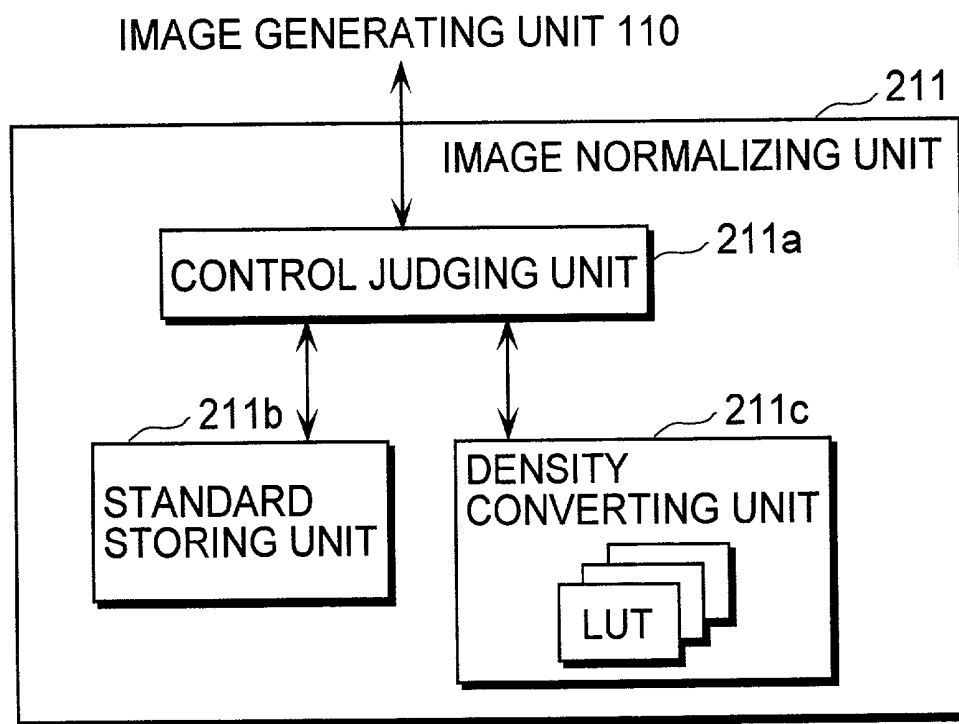 IMAGE GENERATING UNIT 110
211
IMAGE NORMALIZING UNIT
211a
CONTROL JUDGING UNIT
211b
STANDARD
STORING UNIT
211c
DENSITY
CONVERTING UNIT
LUT